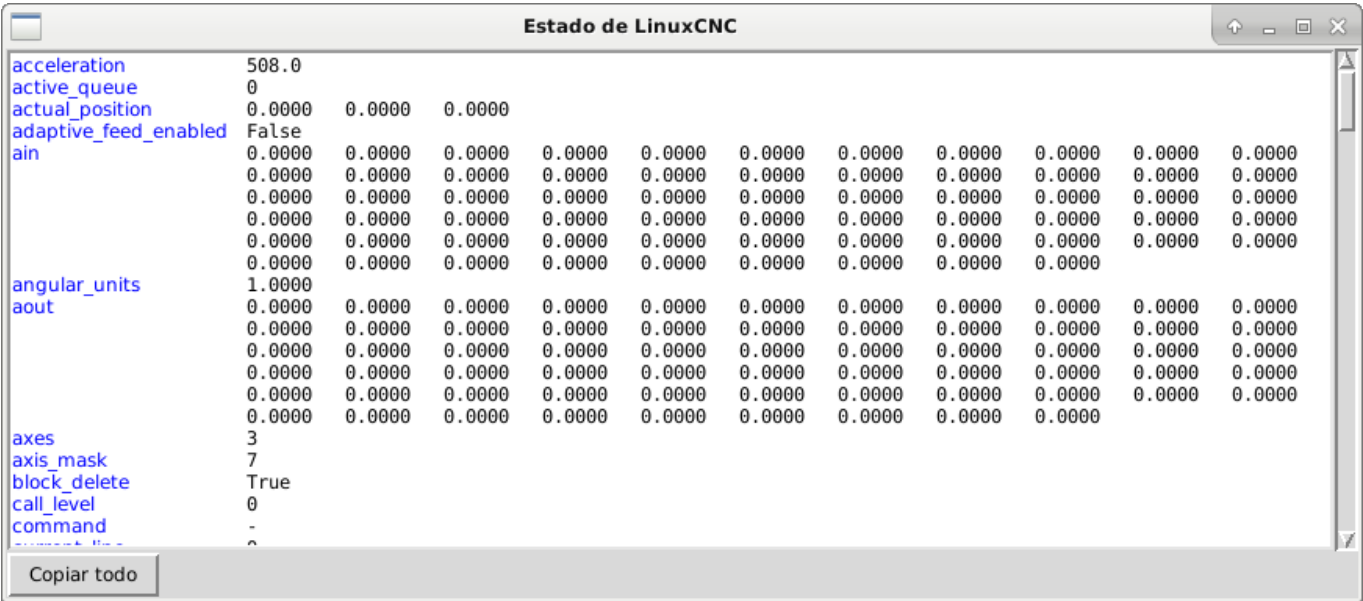 Estado de LinuxCNC
acceleration 508.0
active_queue 0
actual_position 0.0000 0.0000 0.0000
adaptive_feed_enabled False
ain 0.0000 0.0000 0.0000 0.0000 0.0000 0.0000 0.0000 0.0000 0.0000 0.0000 0.0000
0.0000 0.0000 0.0000 0.0000 0.0000 0.0000 0.0000 0.0000 0.0000 0.0000 0.0000
0.0000 0.0000 0.0000 0.0000 0.0000 0.0000 0.0000 0.0000 0.0000 0.0000 0.0000
0.0000 0.0000 0.0000 0.0000 0.0000 0.0000 0.0000 0.0000 0.0000 0.0000 0.0000
0.0000 0.0000 0.0000 0.0000 0.0000 0.0000 0.0000 0.0000 0.0000 0.0000 0.0000
0.0000 0.0000 0.0000 0.0000 0.0000 0.0000 0.0000 0.0000 0.0000
angular_units 1.0000
aout 0.0000 0.0000 0.0000 0.0000 0.0000 0.0000 0.0000 0.0000 0.0000 0.0000 0.0000
0.0000 0.0000 0.0000 0.0000 0.0000 0.0000 0.0000 0.0000 0.0000 0.0000 0.0000
0.0000 0.0000 0.0000 0.0000 0.0000 0.0000 0.0000 0.0000 0.0000 0.0000 0.0000
0.0000 0.0000 0.0000 0.0000 0.0000 0.0000 0.0000 0.0000 0.0000 0.0000 0.0000
0.0000 0.0000 0.0000 0.0000 0.0000 0.0000 0.0000 0.0000 0.0000 0.0000 0.0000
0.0000 0.0000 0.0000 0.0000 0.0000 0.0000 0.0000 0.0000 0.0000
axes 3
axis_mask 7
block_delete True
call_level 0
command -
Copiar todo